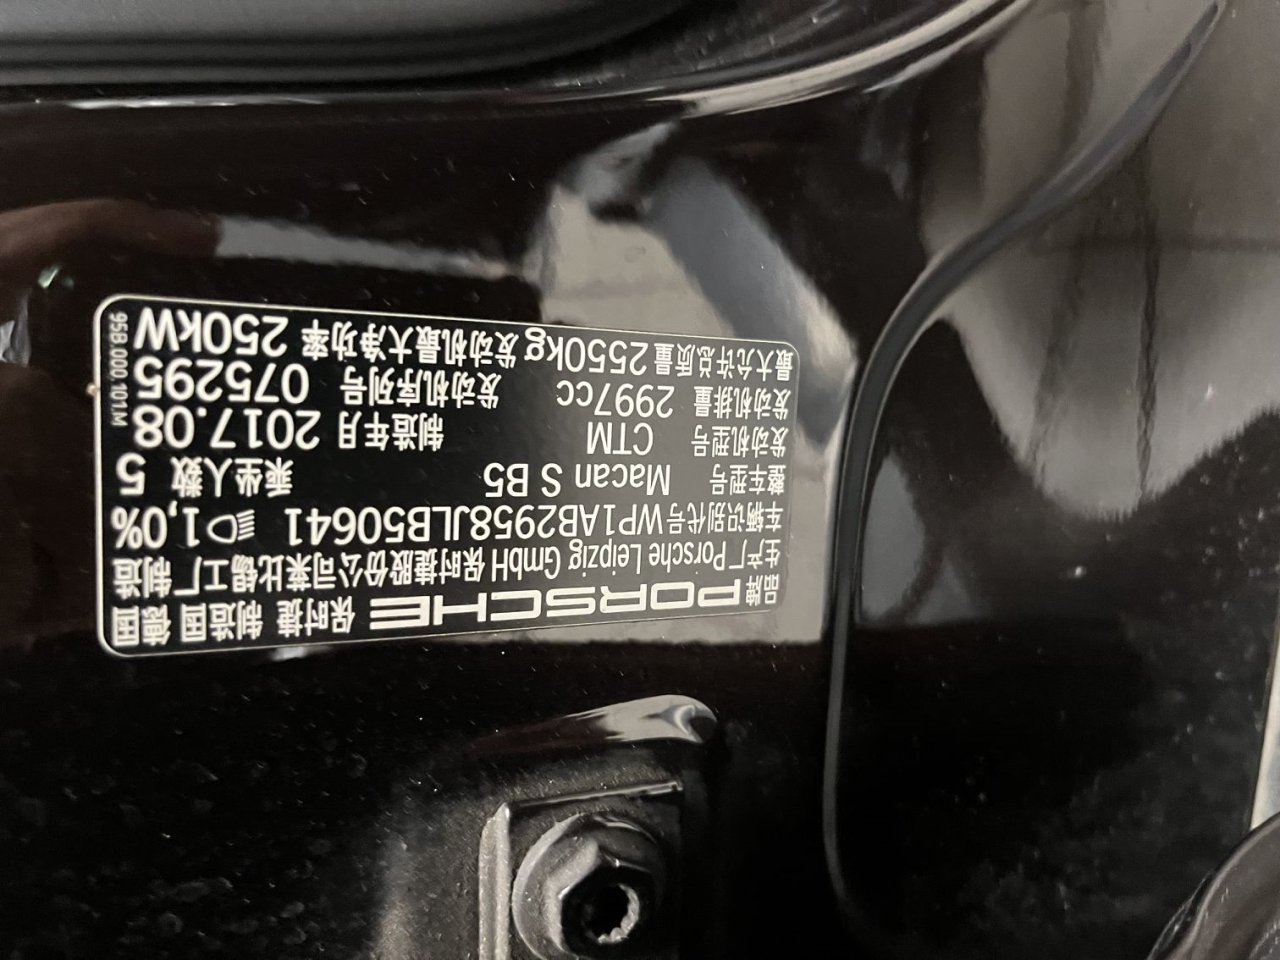 品牌 PORSCHE 保时捷 制造国 德国
生产厂 Porsche Leipzig GmbH 保时捷股份公司莱比锡工厂制造
车辆识别代号 WP1AB2958JLB50641 1,0%
整车型号 Macan S B5 乘坐人数 5
发动机型号 CTM 制造年月 2017.08
发动机排量 2997cc 发动机序列号 075295
最大允许总质量 2550kg 发动机最大净功率 250kW
95B.000.101.M